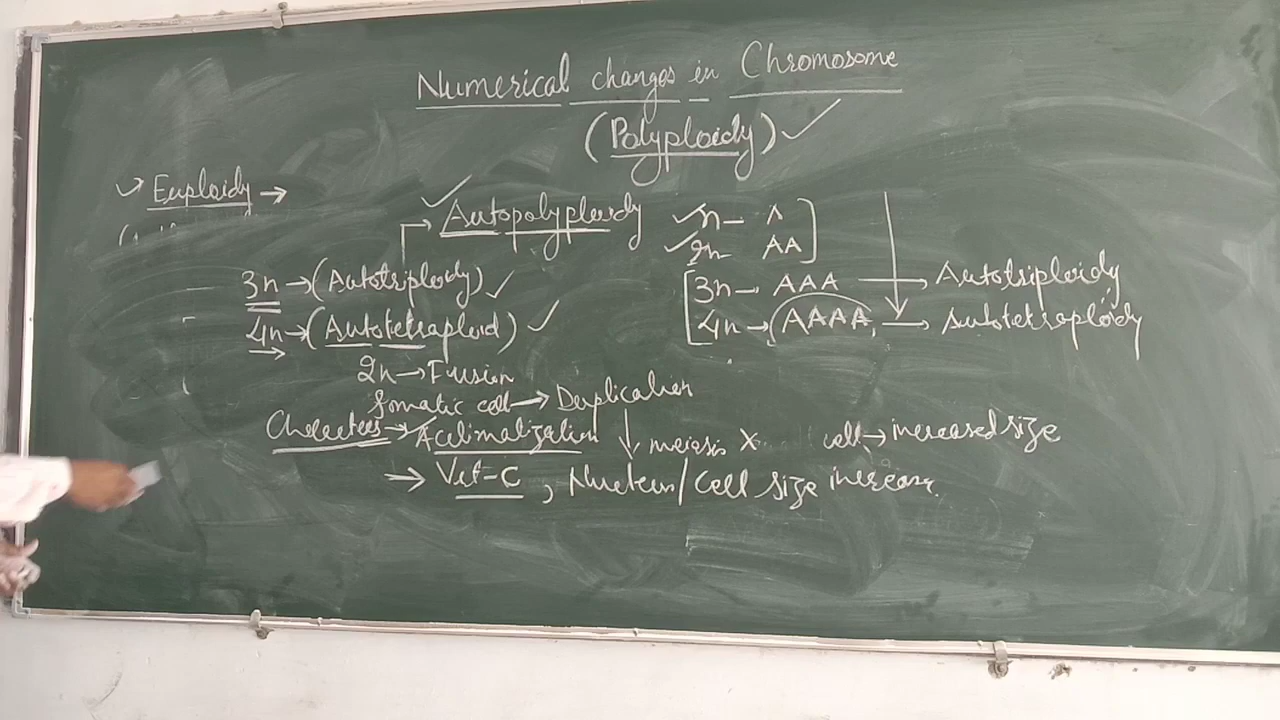 Numerical changes in Chromosome
(Polyploidy) ✓
✓ Euploidy →
✓ Autopolyploidy
3n → (Autotriploidy) ✓
4n → (Autotetraploid) ✓
2n → Fusion
Somatic cell → Duplication
↓ meiosis X
✓ n – A
✓ 2n AA
3n – AAA → Autotriploidy
4n → (AAAA, → Autotetraploidy
→ Acclimatization
cell → increased size
→ Vit-C, Nucleus/cell size increase.